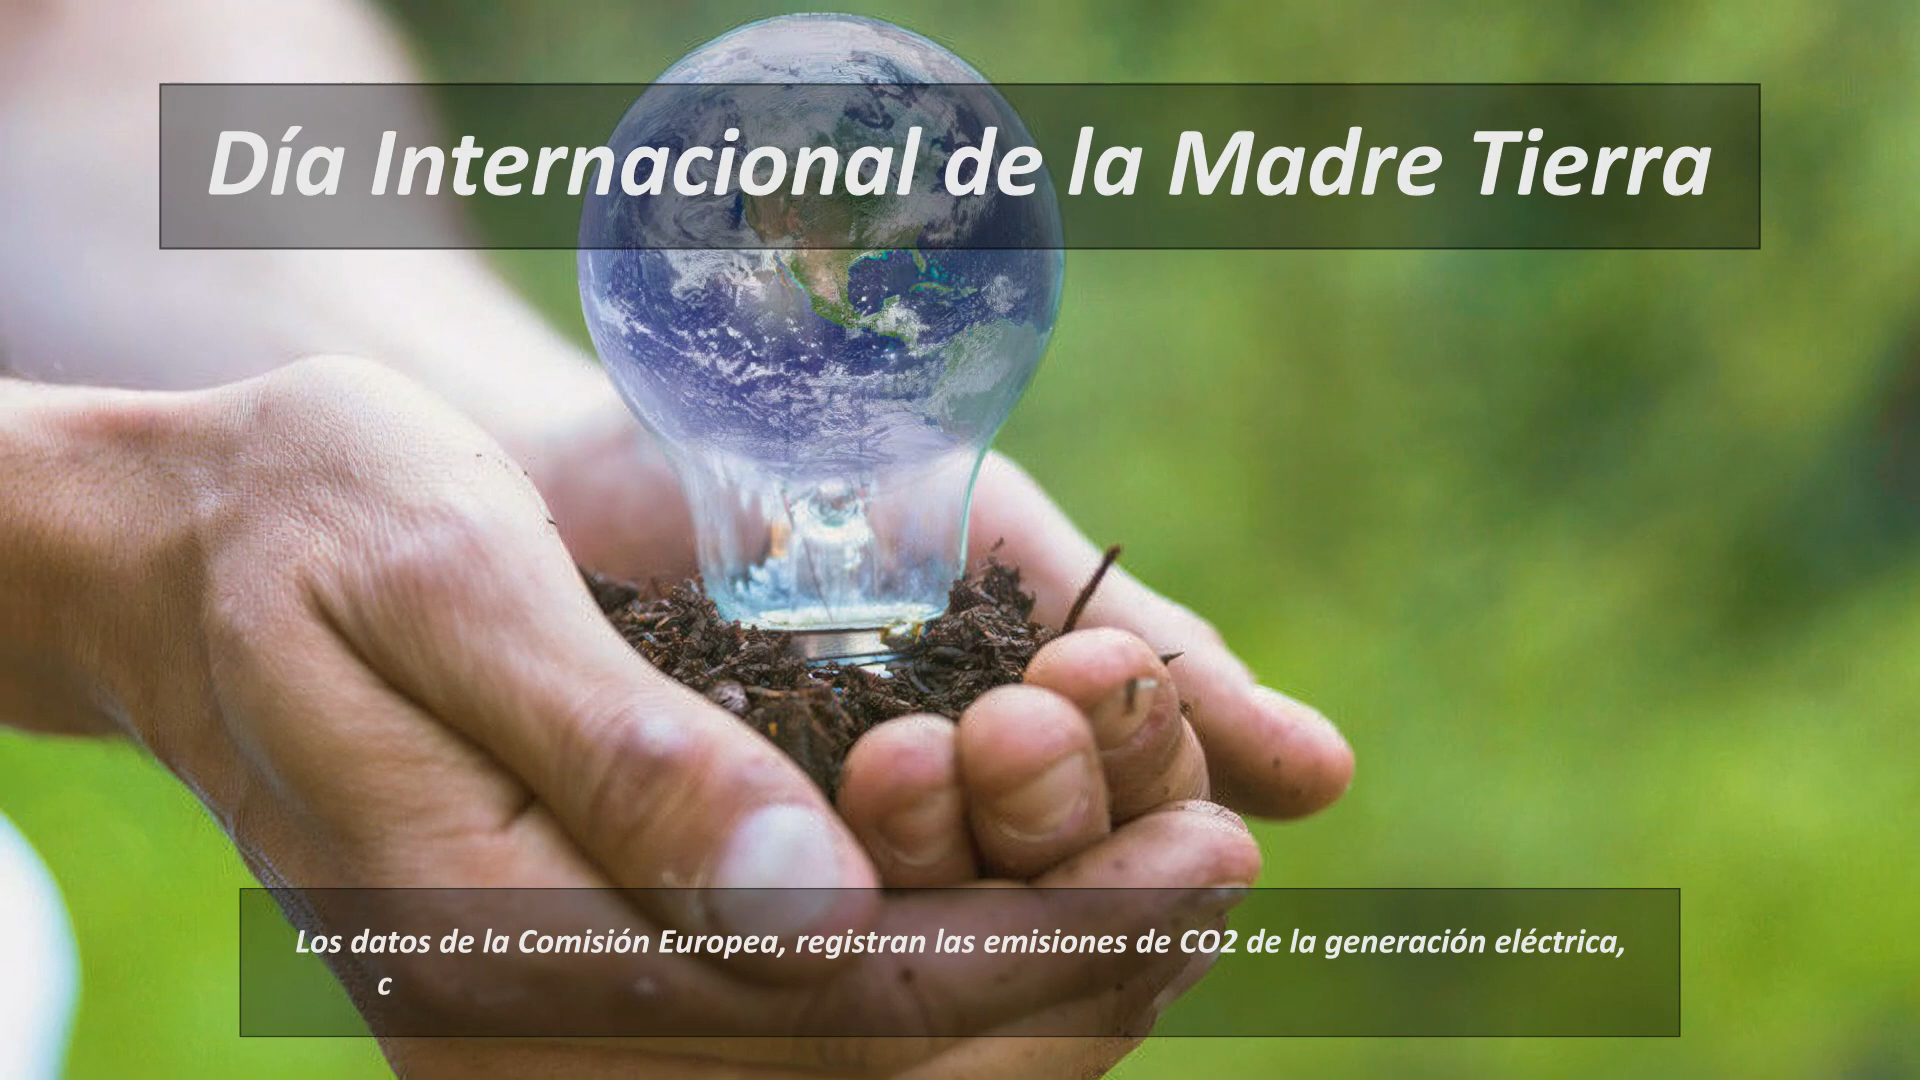 Día Internacional de la Madre Tierra
Los datos de la Comisión Europea, registran las emisiones de CO2 de la generación eléctrica,
c